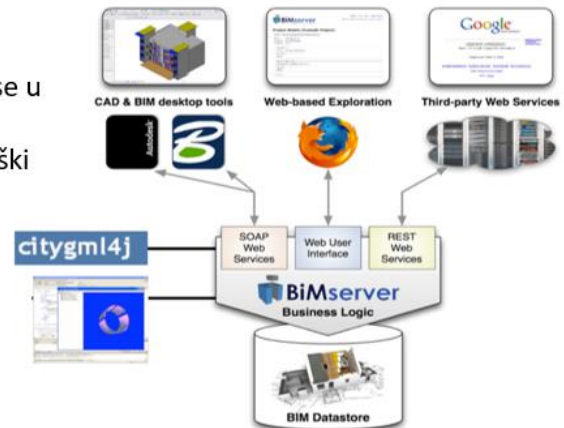 se u
ški
BiMserver
Google
CAD & BIM desktop tools
Web-based Exploration
Third-party Web Services
Autodesk
B
citygml4j
SOAP
Web
Services
Web User
Interface
REST
Web
Services
BiMserver
Business Logic
BIM Datastore